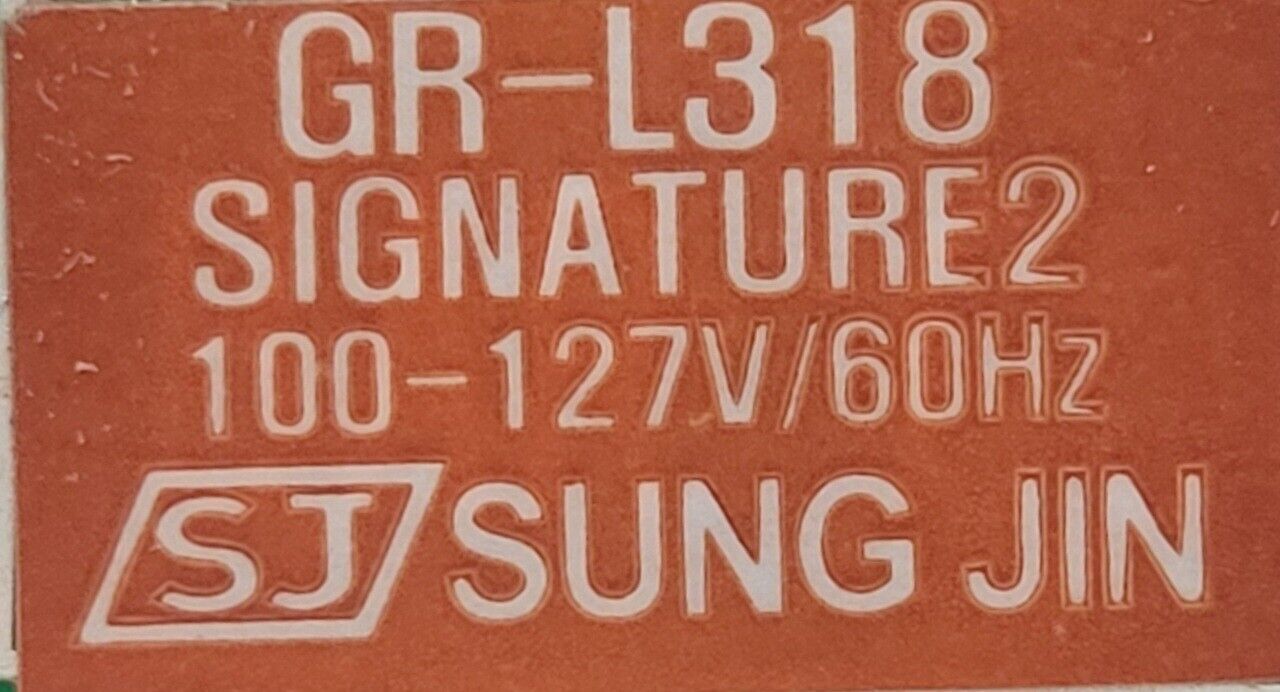 GR-L318
SIGNATURE2
100-127V/60Hz
SJ SUNG JIN